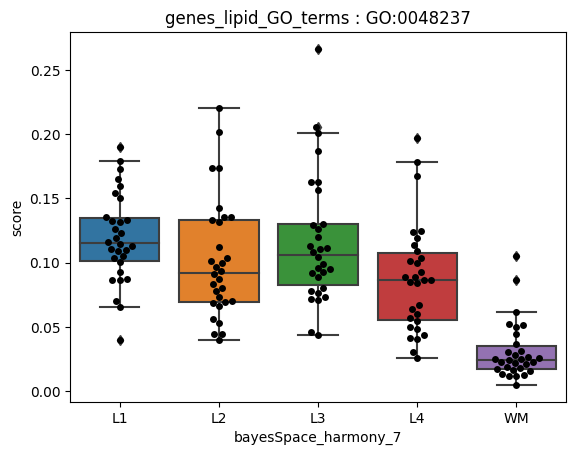 genes_lipid_GO_terms : GO:0048237
0.25
0.20
0.15
0.10
0.05
0.00
score
L1 L2 L3 L4 WM
bayesSpace_harmony_7